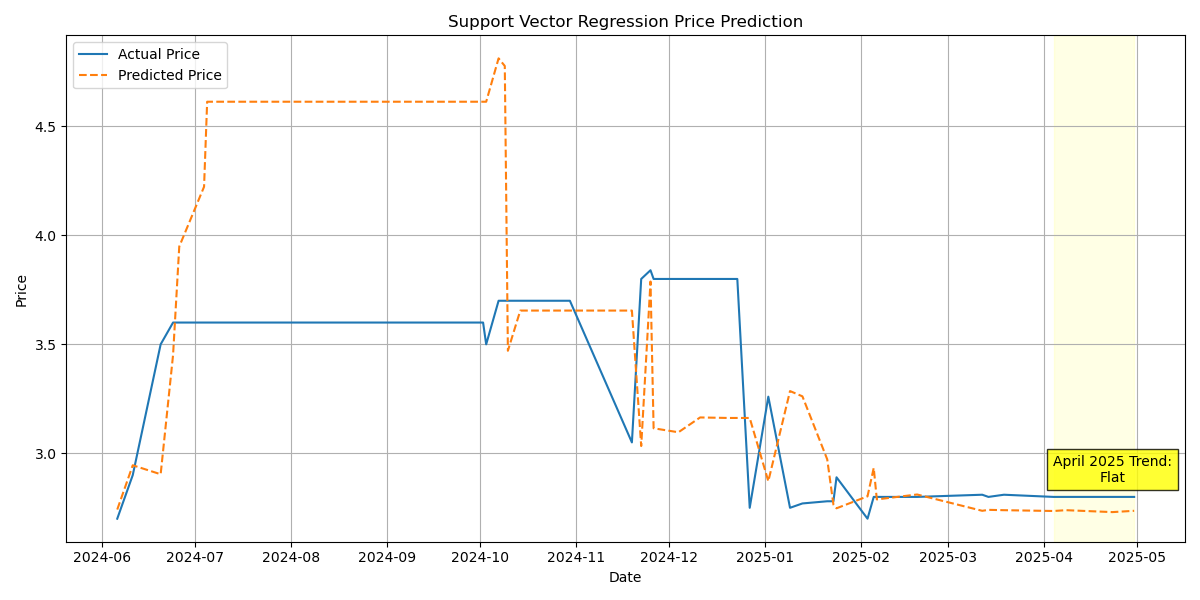 Support Vector Regression Price Prediction
Actual Price
Predicted Price
Price
4.5
4.0
3.5
3.0
April 2025 Trend:
Flat
2024-06
2024-07
2024-08
2024-09
2024-10
2024-11
2024-12
2025-01
2025-02
2025-03
2025-04
2025-05
Date